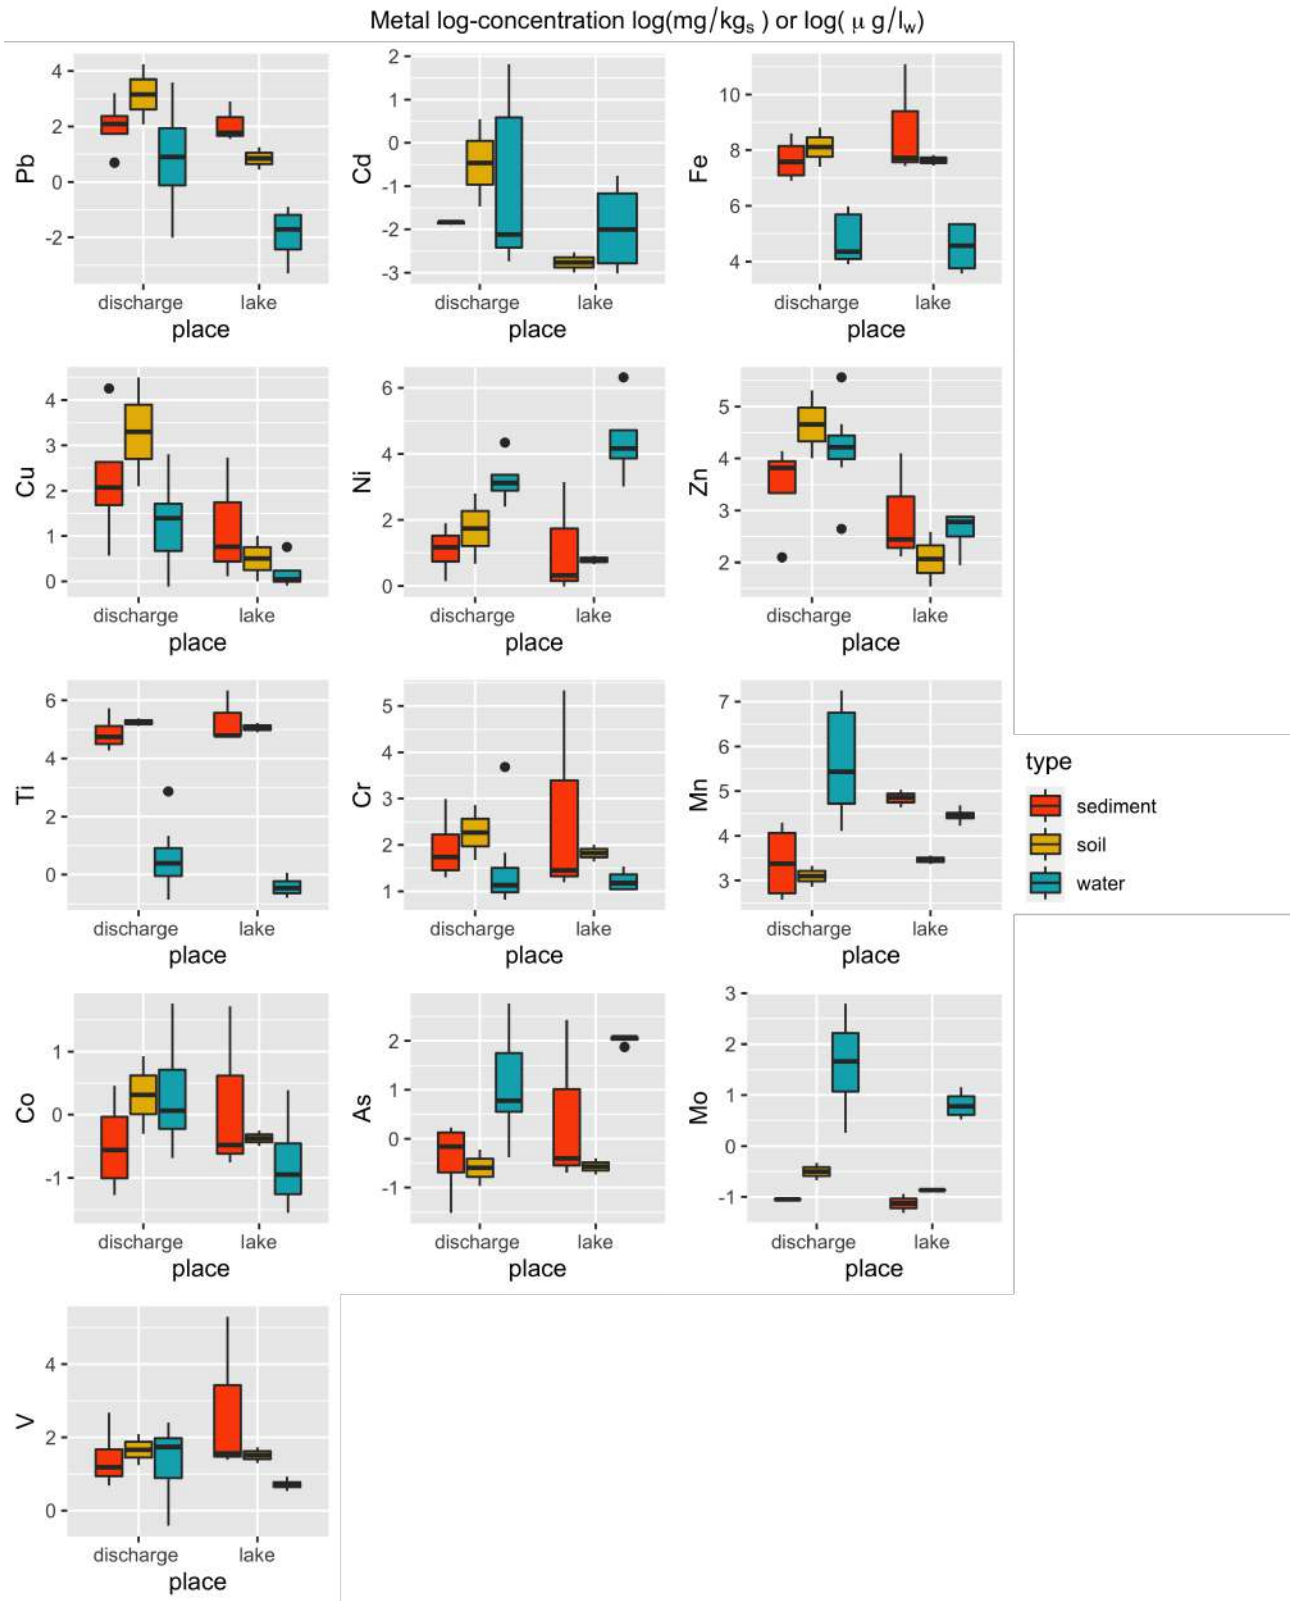 Metal log-concentration log(mg/kgs ) or log( μ g/lw)
Pb
4
2
0
-2
discharge lake
place
Cd
2
1
0
-1
-2
-3
discharge lake
place
Fe
10
8
6
4
discharge lake
place
Cu
4
3
2
1
0
discharge lake
place
Ni
6
4
2
0
discharge lake
place
Zn
5
4
3
2
discharge lake
place
Ti
6
4
2
0
discharge lake
place
Cr
5
4
3
2
1
discharge lake
place
Mn
7
6
5
4
3
discharge lake
place
type
sediment
soil
water
Co
1
0
-1
discharge lake
place
As
2
1
0
-1
discharge lake
place
Mo
3
2
1
0
-1
discharge lake
place
V
4
2
0
discharge lake
place